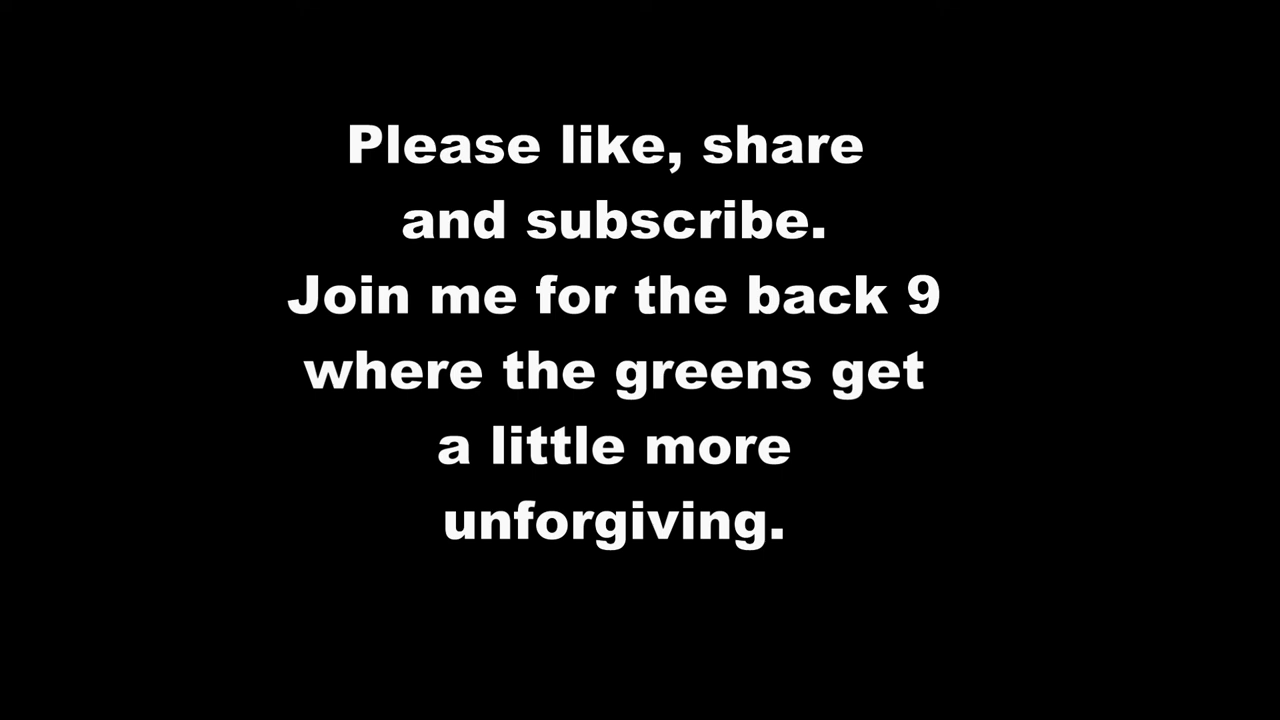 Please like, share
and subscribe.
Join me for the back 9
where the greens get
a little more
unforgiving.